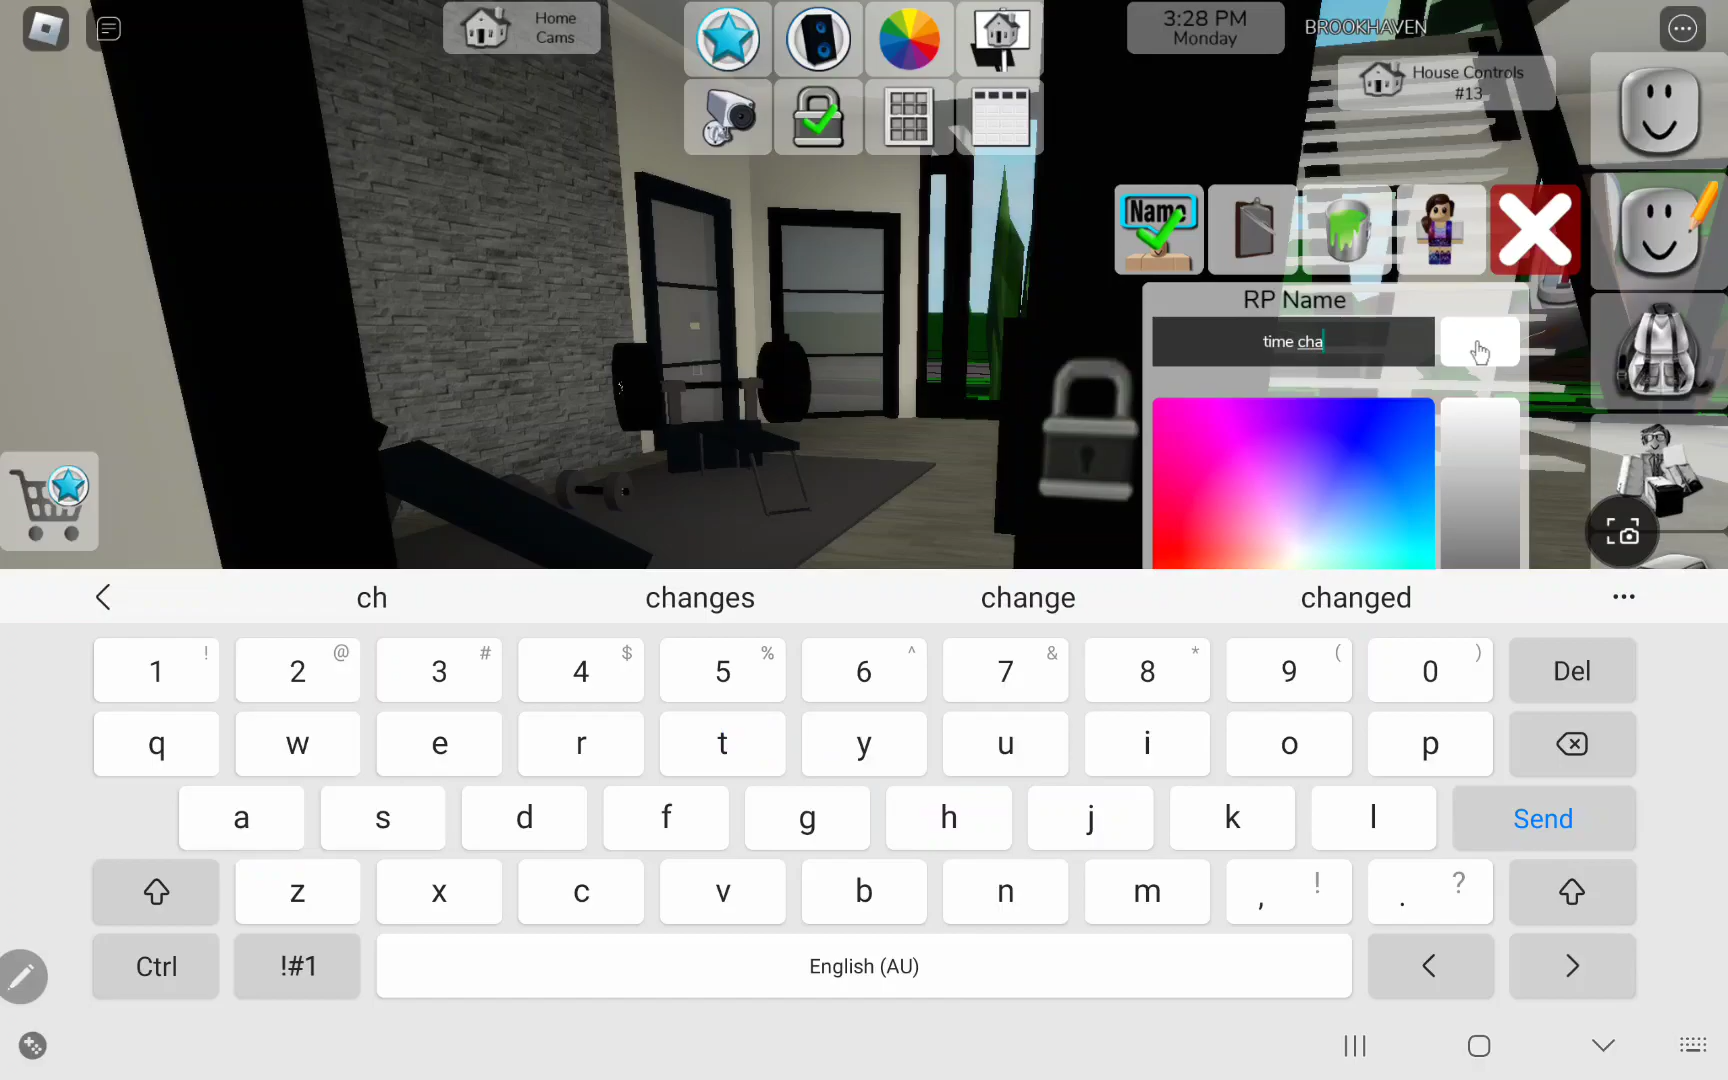 Home
Cams
3:28 PM
Monday
BROOKHAVEN
House Controls
#13
Name
RP Name
time cha
ch changes change changed ...
1 ! 2 @ 3 # 4 $ 5 % 6 ^ 7 & 8 * 9 ( 0 ) Del
q w e r t y u i o p
a s d f g h j k l Send
z x c v b n m , ! . ?
Ctrl !#1 English (AU) < >